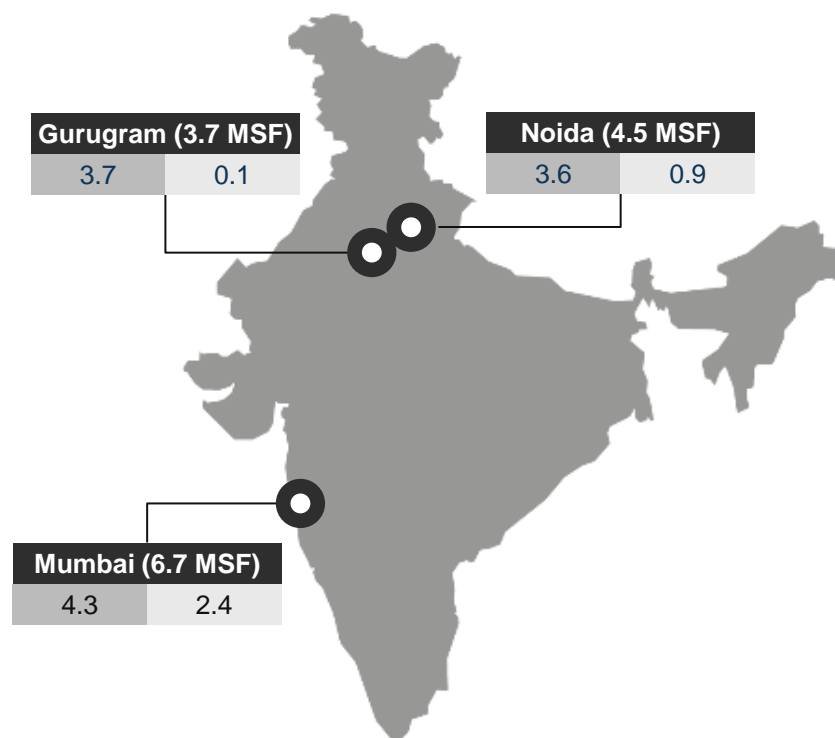 Gurugram (3.7 MSF)
3.7 0.1
Noida (4.5 MSF)
3.6 0.9
Mumbai (6.7 MSF)
4.3 2.4